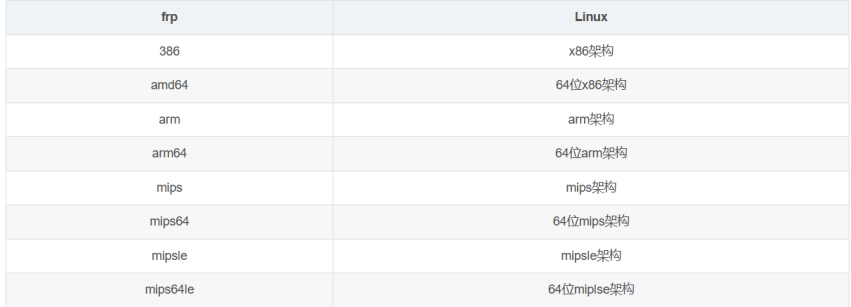 frp Linux
386 x86架构
amd64 64位x86架构
arm arm架构
arm64 64位arm架构
mips mips架构
mips64 64位mips架构
mipsle mipsle架构
mips64le 64位miplse架构